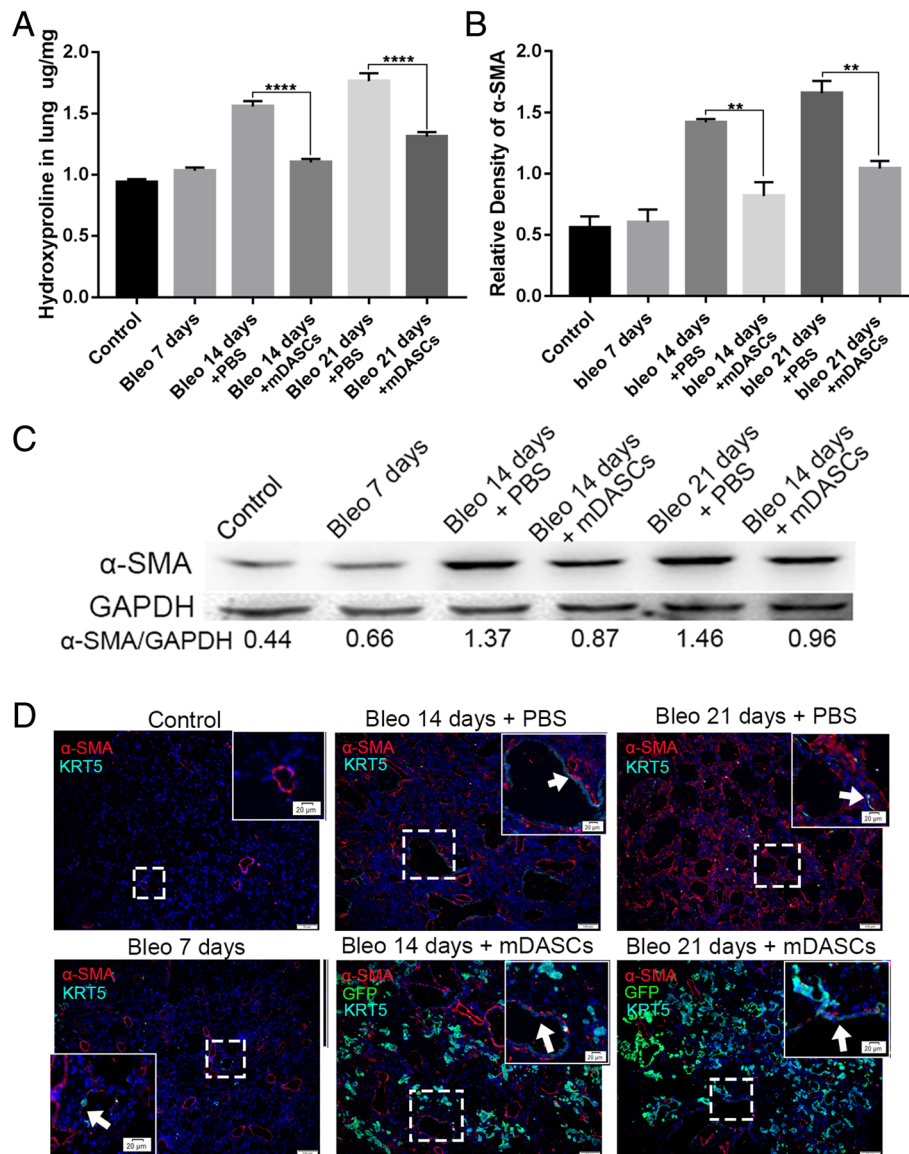 A
Hydroxyproline in lung ug/mg
2.0
1.5
1.0
0.5
0.0
****
****
Control
Bleo 7 days
Bleo 14 days
+PBS
Bleo 14 days
+mDASCs
Bleo 21 days
+PBS
Bleo 21 days
+mDASCs
B
Relative Density of α-SMA
2.0
1.5
1.0
0.5
0.0
**
**
Control
bleo 7 days
bleo 14 days
+PBS
bleo 14 days
+mDASCs
bleo 21 days
+PBS
bleo 21 days
+mDASCs
C
Control
Bleo 7 days
Bleo 14 days
+ PBS
Bleo 14 days
+ mDASCs
Bleo 21 days
+ PBS
Bleo 14 days
+ mDASCs
α-SMA
GAPDH
α-SMA/GAPDH 0.44 0.66 1.37 0.87 1.46 0.96
D
Control
α-SMA
KRT5
20 μm
Bleo 14 days + PBS
α-SMA
KRT5
20 μm
Bleo 21 days + PBS
α-SMA
KRT5
20 μm
Bleo 7 days
α-SMA
KRT5
20 μm
Bleo 14 days + mDASCs
α-SMA
GFP
KRT5
20 μm
Bleo 21 days + mDASCs
α-SMA
GFP
KRT5
20 μm